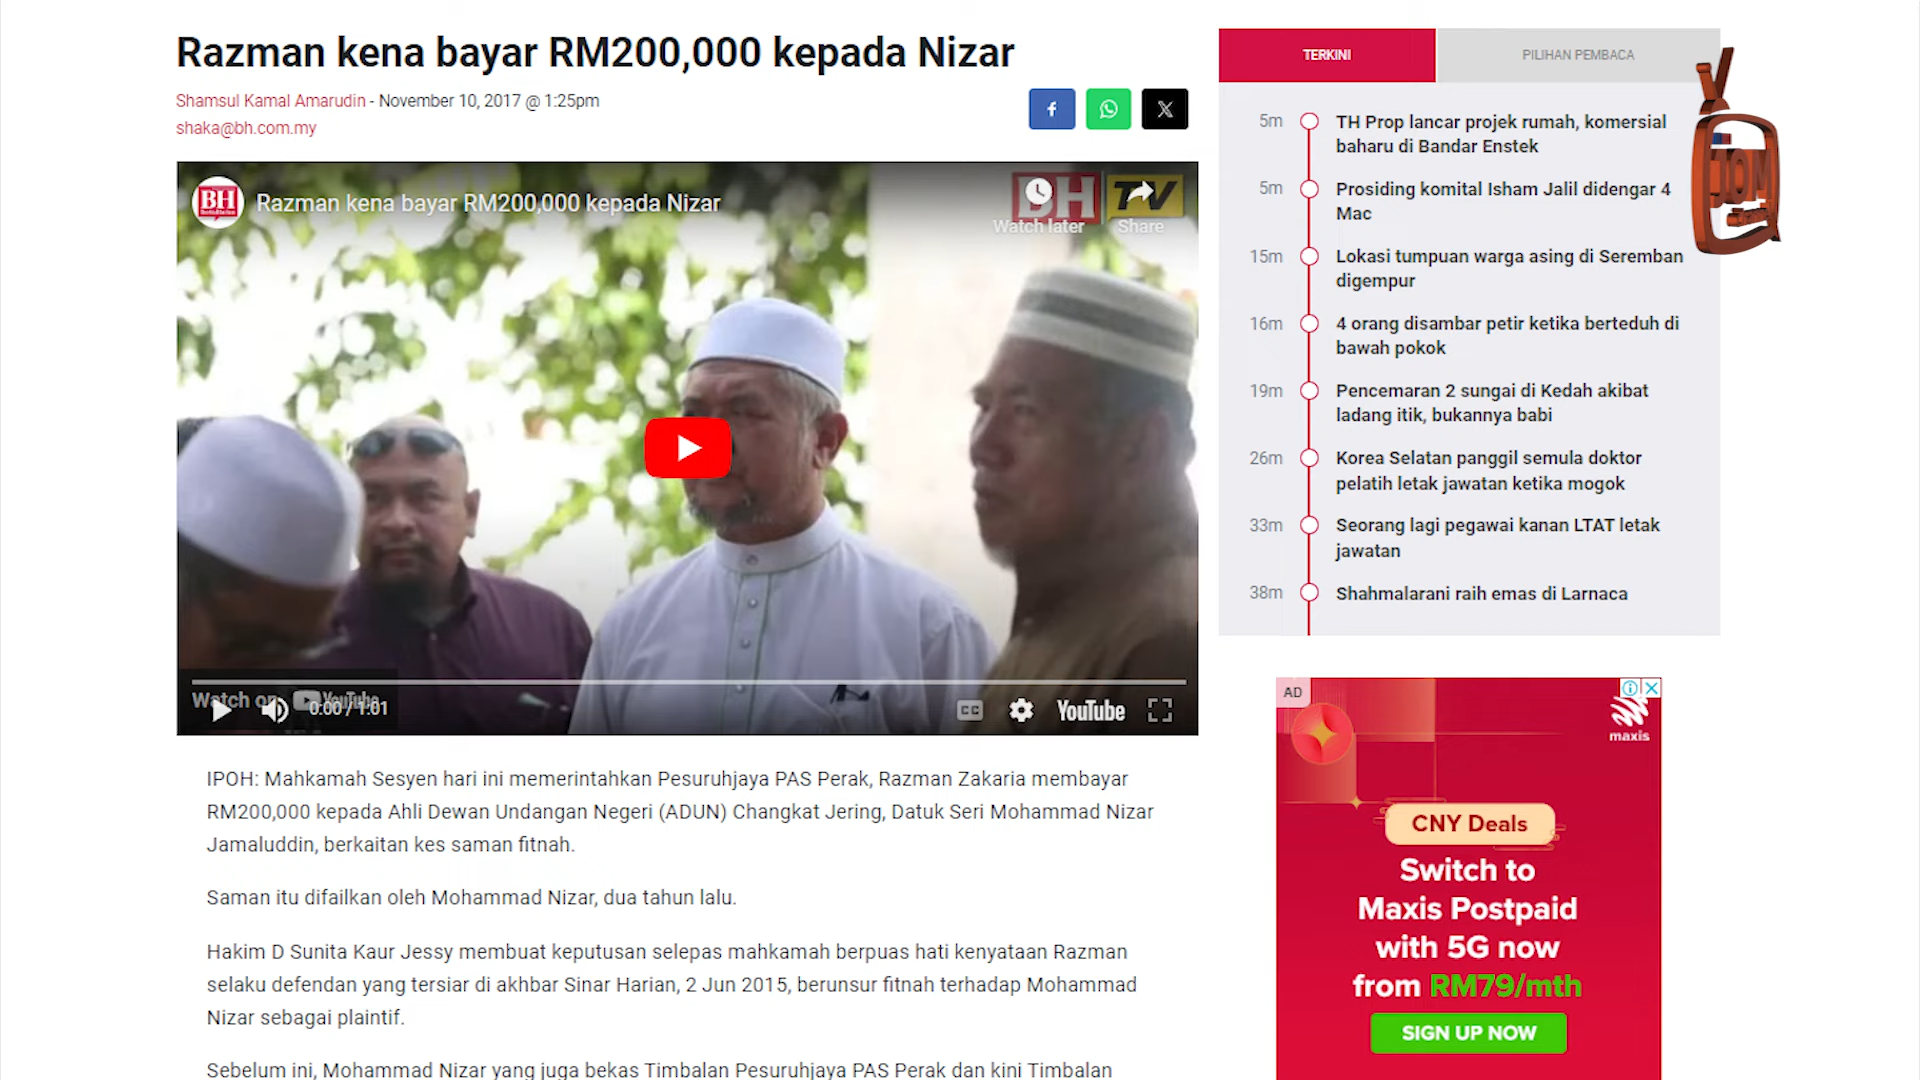 Razman kena bayar RM200,000 kepada Nizar
Shamsul Kamal Amarudin - November 10, 2017 @ 1:25pm
shaka@bh.com.my
BH
Razman kena bayar RM200,000 kepada Nizar
BH TV
Watch later
Share
Watch on YouTube
0:00 / 1:01
CC
YouTube
IPOH: Mahkamah Sesyen hari ini memerintahkan Pesuruhjaya PAS Perak, Razman Zakaria membayar
RM200,000 kepada Ahli Dewan Undangan Negeri (ADUN) Changkat Jering, Datuk Seri Mohammad Nizar
Jamaluddin, berkaitan kes saman fitnah.
Saman itu difailkan oleh Mohammad Nizar, dua tahun lalu.
Hakim D Sunita Kaur Jessy membuat keputusan selepas mahkamah berpuas hati kenyataan Razman
selaku defendan yang tersiar di akhbar Sinar Harian, 2 Jun 2015, berunsur fitnah terhadap Mohammad
Nizar sebagai plaintif.
Sebelum ini, Mohammad Nizar yang juga bekas Timbalan Pesuruhjaya PAS Perak dan kini Timbalan
TERKINI
PILIHAN PEMBACA
5m
TH Prop lancar projek rumah, komersial
baharu di Bandar Enstek
5m
Prosiding komital Isham Jalil didengar 4
Mac
15m
Lokasi tumpuan warga asing di Seremban
digempur
16m
4 orang disambar petir ketika berteduh di
bawah pokok
19m
Pencemaran 2 sungai di Kedah akibat
ladang itik, bukannya babi
26m
Korea Selatan panggil semula doktor
pelatih letak jawatan ketika mogok
33m
Seorang lagi pegawai kanan LTAT letak
jawatan
38m
Shahmalarani raih emas di Larnaca
JOM
AD
maxis
CNY Deals
Switch to
Maxis Postpaid
with 5G now
from RM79/mth
SIGN UP NOW